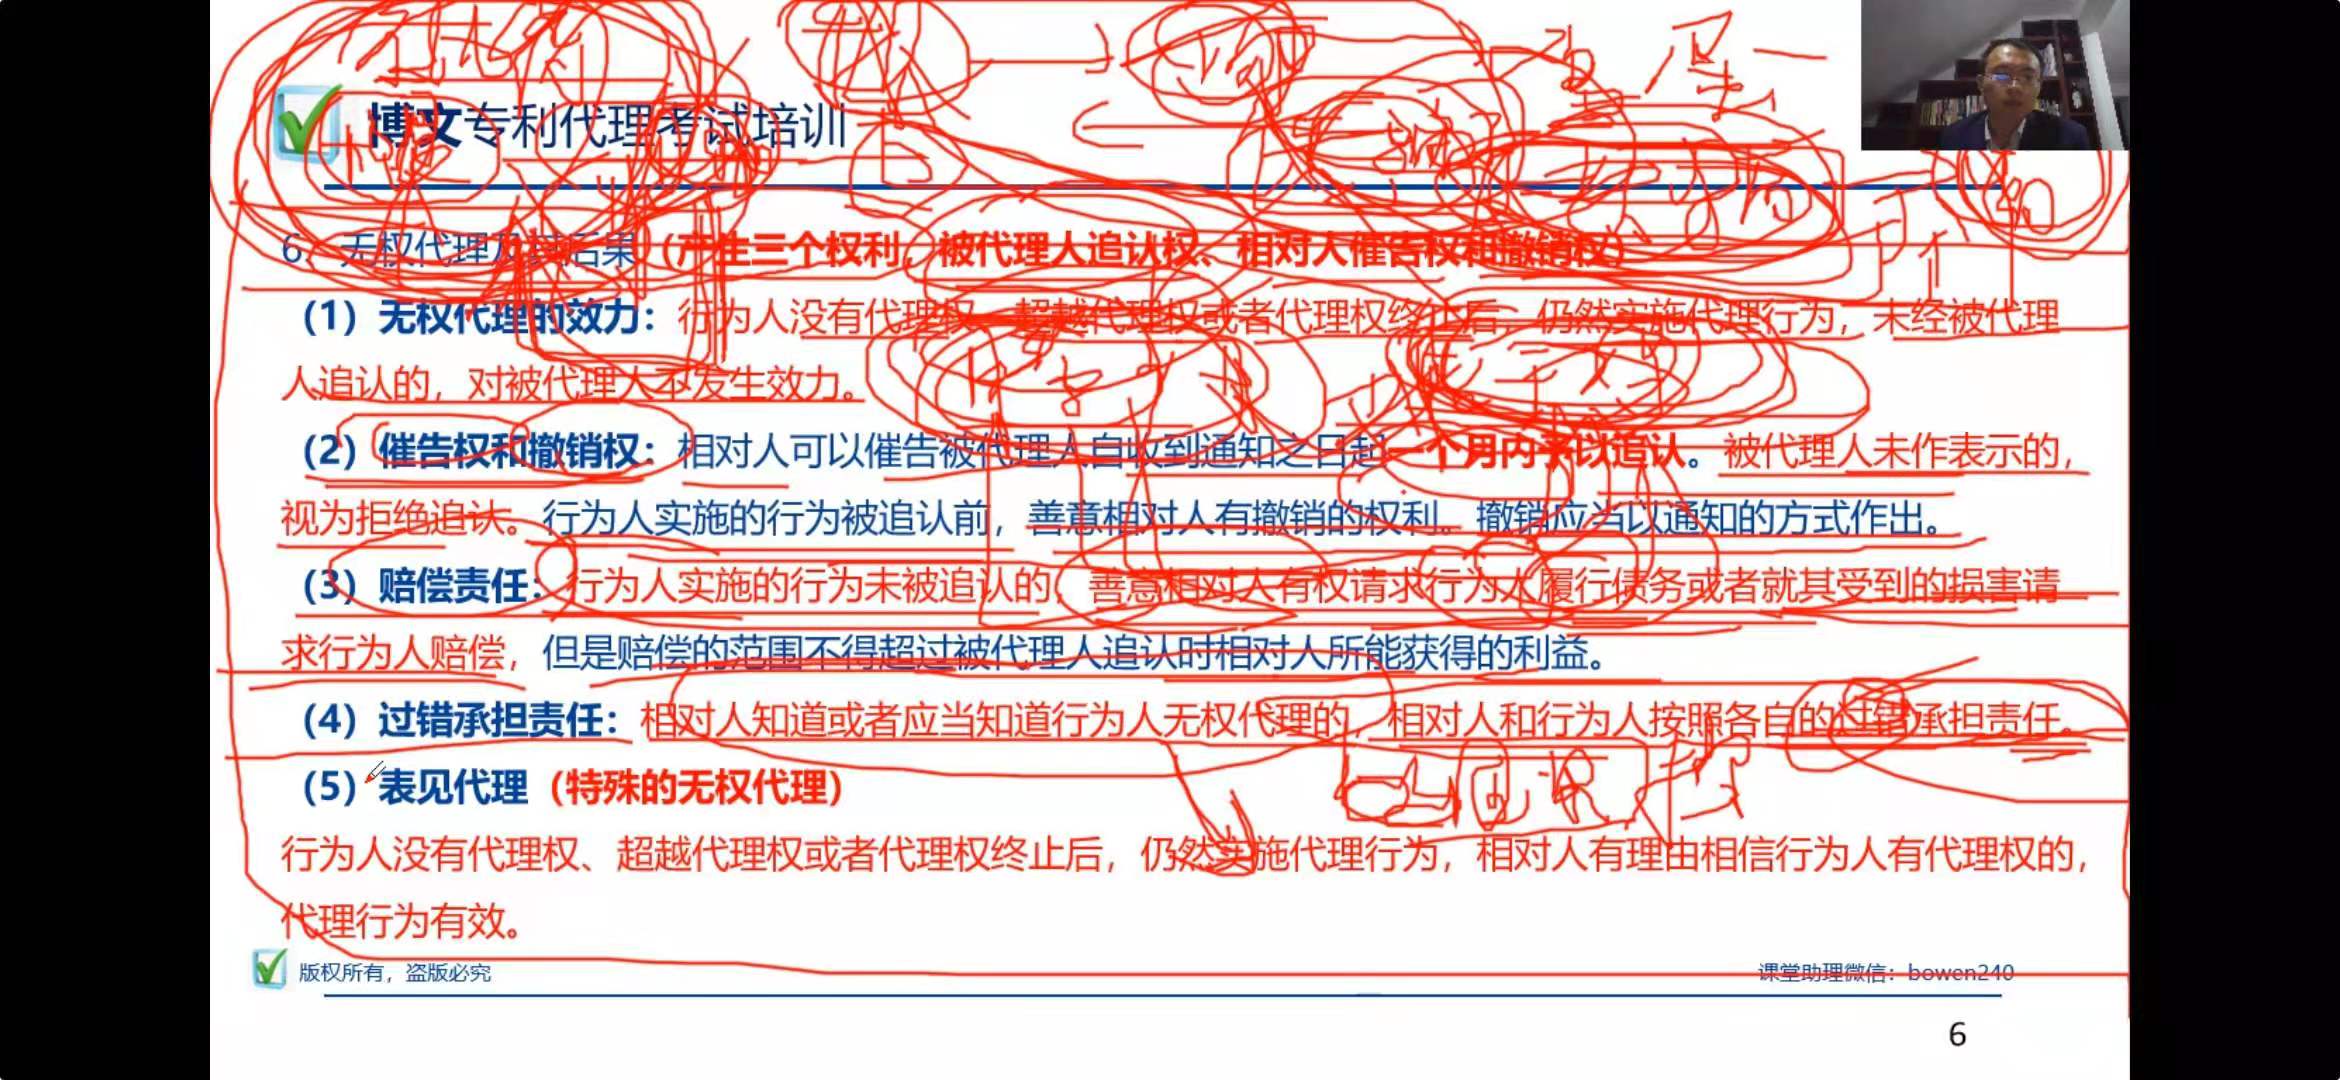 博文专利代理考试培训
6、无权代理及其后果（产生三个权利，被代理人追认权、相对人催告权和撤销权）
（1）无权代理的效力：行为人没有代理权、超越代理权或者代理权终止后，仍然实施代理行为，未经被代理
人追认的，对被代理人不发生效力。
（2）催告权和撤销权：相对人可以催告被代理人自收到通知之日起一个月内予以追认。被代理人未作表示的，
视为拒绝追认。行为人实施的行为被追认前，善意相对人有撤销的权利。撤销应当以通知的方式作出。
（3）赔偿责任：行为人实施的行为未被追认的，善意相对人有权请求行为人履行债务或者就其受到的损害请
求行为人赔偿，但是赔偿的范围不得超过被代理人追认时相对人所能获得的利益。
（4）过错承担责任：相对人知道或者应当知道行为人无权代理的，相对人和行为人按照各自的过错承担责任。
（5）表见代理（特殊的无权代理）
行为人没有代理权、超越代理权或者代理权终止后，仍然实施代理行为，相对人有理由相信行为人有代理权的，
代理行为有效。
版权所有，盗版必究
课堂助理微信：bowen240
6